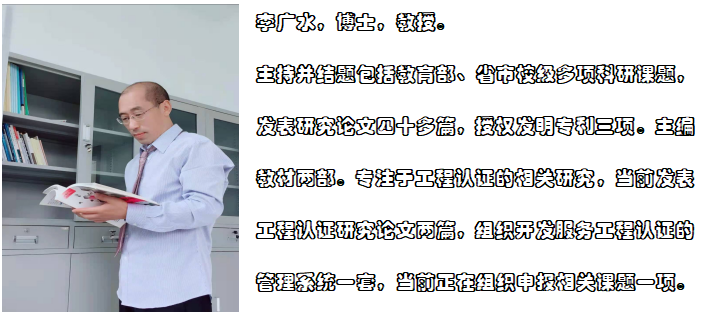 李广水，博士，教授。
主持并结题包括教育部、省市校级多项科研课题，
发表研究论文四十多篇，授权发明专利三项。主编
教材两部。专注于工程认证的相关研究，当前发表
工程认证研究论文两篇，组织开发服务工程认证的
管理系统一套，当前正在组织申报相关课题一项。